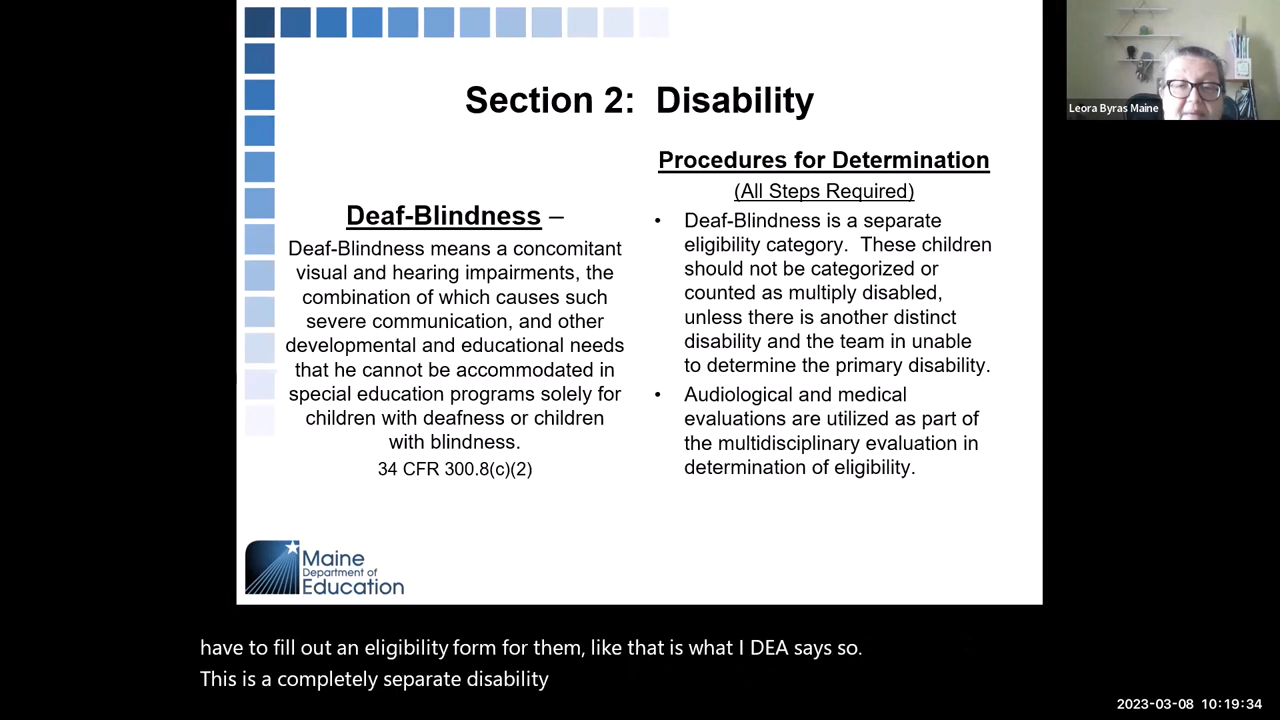 Section 2:  Disability
Deaf-Blindness –
Deaf-Blindness means a concomitant
visual and hearing impairments, the
combination of which causes such
severe communication, and other
developmental and educational needs
that he cannot be accommodated in
special education programs solely for
children with deafness or children
with blindness.
34 CFR 300.8(c)(2)
Procedures for Determination
(All Steps Required)
• Deaf-Blindness is a separate
eligibility category.  These children
should not be categorized or
counted as multiply disabled,
unless there is another distinct
disability and the team in unable
to determine the primary disability.
• Audiological and medical
evaluations are utilized as part of
the multidisciplinary evaluation in
determination of eligibility.
Maine
Department of
Education
Leora Byras Maine
have to fill out an eligibility form for them, like that is what I DEA says so.
This is a completely separate disability
2023-03-08 10:19:34